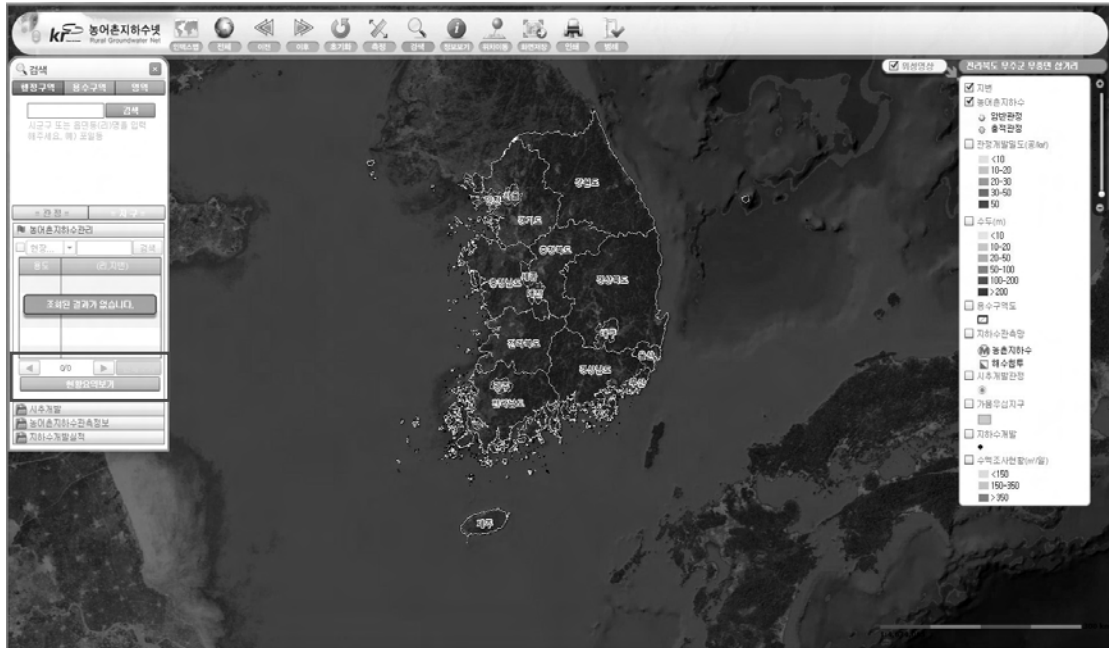 농어촌지하수넷
Rural Groundwater Net
인덱스맵 전체 이전 이후 초기화 측정 검색 정보보기 위치이동 화면저장 인쇄 범례
검색
행정구역 용수구역 영역
검색
시군구 또는 읍면동(리)명을 입력
해주세요. 예) 포일동
< 관정 >
농어촌지하수관리
현장... 검색
용도 (리,지번)
조회된 결과가 없습니다.
0/0
현황요약보기
시추개발
농어촌지하수관측정보
지하수개발실적
강원도
서울
경기도
충청북도
충청남도
세종
대전
경상북도
대구
전라북도
울산
경상남도
부산
광주
전라남도
제주
위성영상
전라북도 무주군 무풍면 삼거리
지번
농어촌지하수
암반관정
충적관정
관정개발밀도(공/㎢)
<10
10-20
20-30
30-50
50
수두(m)
<10
10-20
20-50
50-100
100-200
>200
용수구역도
지하수관측망
농촌지하수
해수침투
시추개발관정
가뭄우심지구
지하수개발
수맥조사현황(㎥/일)
<150
150-350
>350